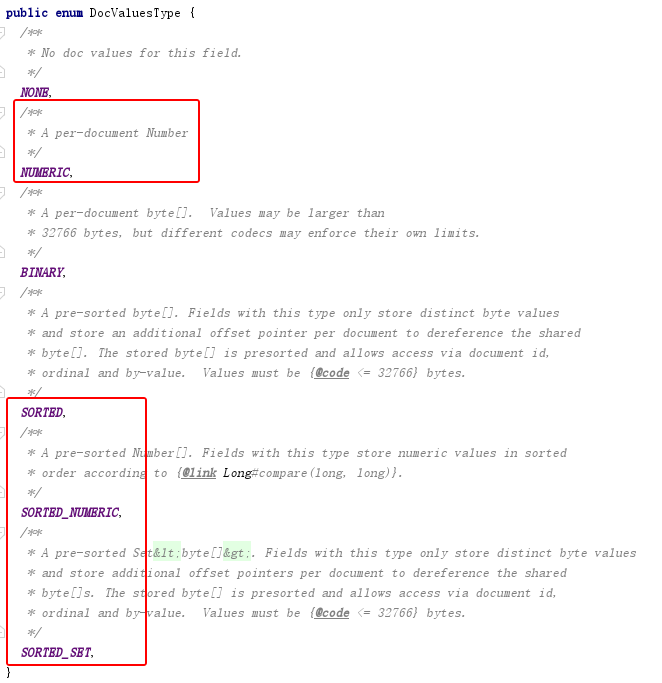 public enum DocValuesType {
/**
* No doc values for this field.
*/
NONE,
/**
* A per-document Number
*/
NUMERIC,
/**
* A per-document byte[].  Values may be larger than
* 32766 bytes, but different codecs may enforce their own limits.
*/
BINARY,
/**
* A pre-sorted byte[]. Fields with this type only store distinct byte values
* and store an additional offset pointer per document to dereference the shared
* byte[]. The stored byte[] is presorted and allows access via document id,
* ordinal and by-value.  Values must be {@code <= 32766} bytes.
*/
SORTED,
/**
* A pre-sorted Number[]. Fields with this type store numeric values in sorted
* order according to {@link Long#compare(long, long)}.
*/
SORTED_NUMERIC,
/**
* A pre-sorted Set&lt;byte[]&gt;. Fields with this type only store distinct byte values
* and store additional offset pointers per document to dereference the shared
* byte[]s. The stored byte[] is presorted and allows access via document id,
* ordinal and by-value.  Values must be {@code <= 32766} bytes.
*/
SORTED_SET,
}